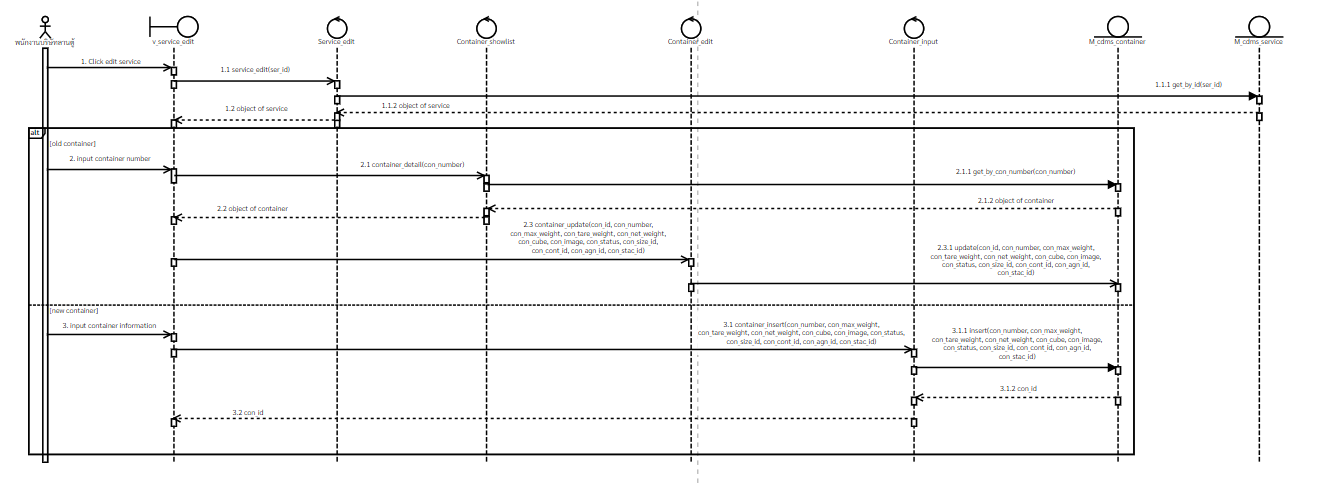 พนักงานบริษัทลานตู้
v_service_edit
Service_edit
Container_showlist
Container_edit
Container_input
M_cdms_container
M_cdms_service
1. Click edit service
1.1 service_edit(ser_id)
1.1.1 get_by_id(ser_id)
1.2 object of service
1.1.2 object of service
alt
[old container]
2. input container number
2.1 container_detail(con_number)
2.1.1 get_by_con_number(con_number)
2.2 object of container
2.1.2 object of container
2.3 container_update(con_id, con_number,
con_max_weight, con_tare_weight, con_net_weight,
con_cube, con_image, con_status, con_size_id,
con_cont_id, con_agn_id, con_stac_id)
2.3.1 update(con_id, con_number, con_max_weight,
con_tare_weight, con_net_weight, con_cube, con_image,
con_status, con_size_id, con_cont_id, con_agn_id,
con_stac_id)
[new container]
3. input container information
3.1 container_insert(con_number, con_max_weight,
con_tare_weight, con_net_weight, con_cube, con_image, con_status,
con_size_id, con_cont_id, con_agn_id, con_stac_id)
3.1.1 insert(con_number, con_max_weight,
con_tare_weight, con_net_weight, con_cube, con_image,
con_status, con_size_id, con_cont_id, con_agn_id,
con_stac_id)
3.1.2 con_id
3.2 con_id